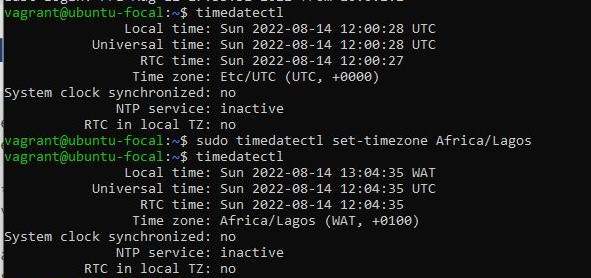 vagrant@ubuntu-focal:~$ timedatectl
Local time: Sun 2022-08-14 12:00:28 UTC
Universal time: Sun 2022-08-14 12:00:28 UTC
RTC time: Sun 2022-08-14 12:00:27
Time zone: Etc/UTC (UTC, +0000)
System clock synchronized: no
NTP service: inactive
RTC in local TZ: no
vagrant@ubuntu-focal:~$ sudo timedatectl set-timezone Africa/Lagos
vagrant@ubuntu-focal:~$ timedatectl
Local time: Sun 2022-08-14 13:04:35 WAT
Universal time: Sun 2022-08-14 12:04:35 UTC
RTC time: Sun 2022-08-14 12:04:35
Time zone: Africa/Lagos (WAT, +0100)
System clock synchronized: no
NTP service: inactive
RTC in local TZ: no